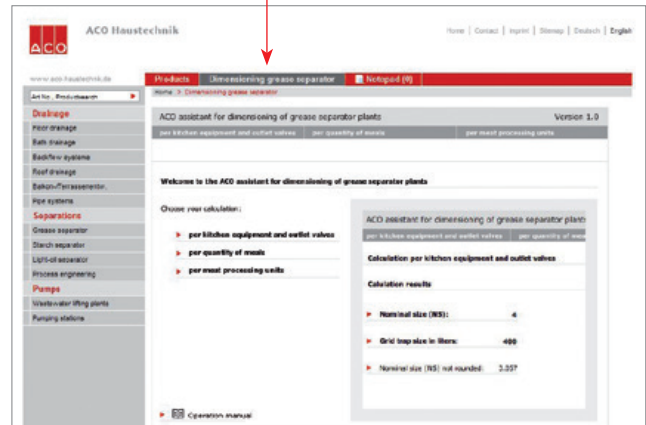 ACO Haustechnik
Home | Contact | Imprint | Sitemap | Deutsch | English
ACO
www.aco-haustechnik.de
Products Dimensioning grease separator Notepad (0)
Art.No., Productsearch
Home > Dimensioning grease separator
Drainage
Floor drainage
Bath drainage
Backflow systems
Roof drainage
Balkon-/Terrassenentw.
Pipe systems
Separations
Grease separator
Starch separator
Light-oil separator
Process engineering
Pumps
Wastewater lifting plants
Pumping stations
ACO assistant for dimensioning of grease separator plants Version 1.0
per kitchen equipment and outlet valves per quantity of meals per meat processing units
Welcome to the ACO assistant for dimensioning of grease separator plants
Choose your calculation:
per kitchen equipment and outlet valves
per quantity of meals
per meat processing units
Operation manual
ACO assistant for dimensioning of grease separator plants
per kitchen equipment and outlet valves per quantity of mea
Calculation per kitchen equipment and outlet valves
Calulation results
Nominal size (NS): 4
Grid trap size in liters: 400
Nominal size (NS) not rounded: 3.357